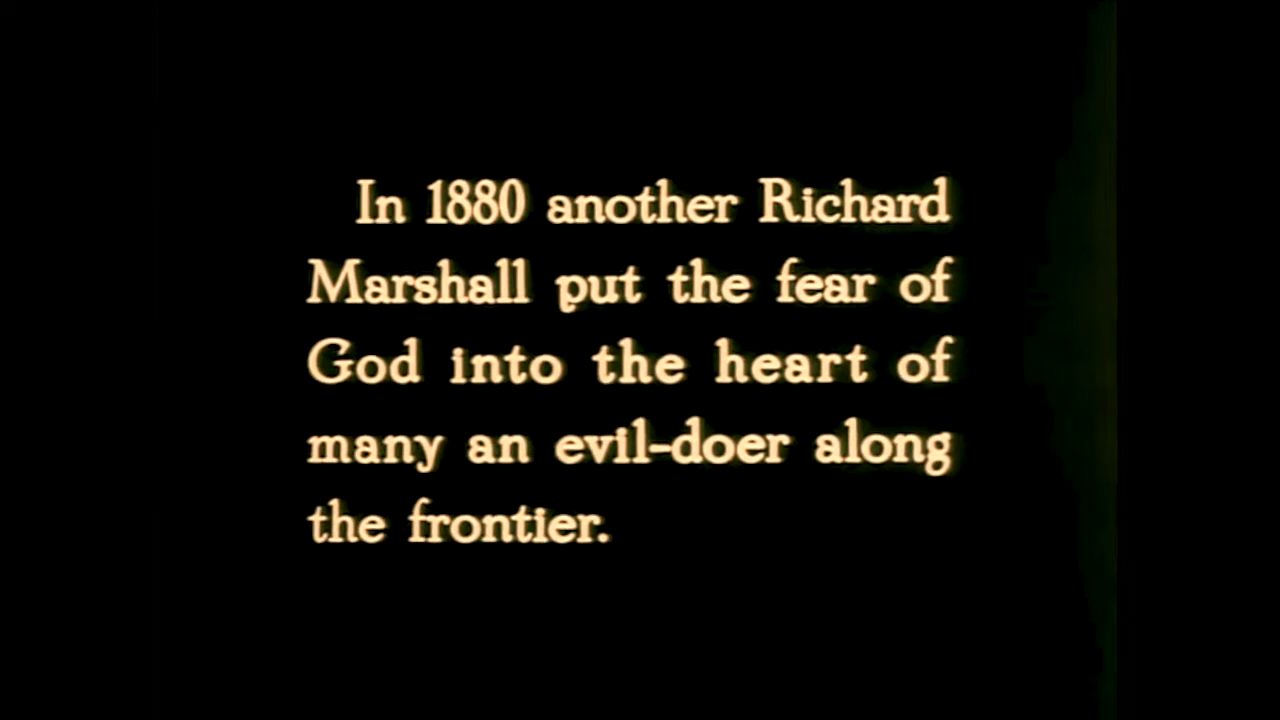 In 1880 another Richard
Marshall put the fear of
God into the heart of
many an evil-doer along
the frontier.